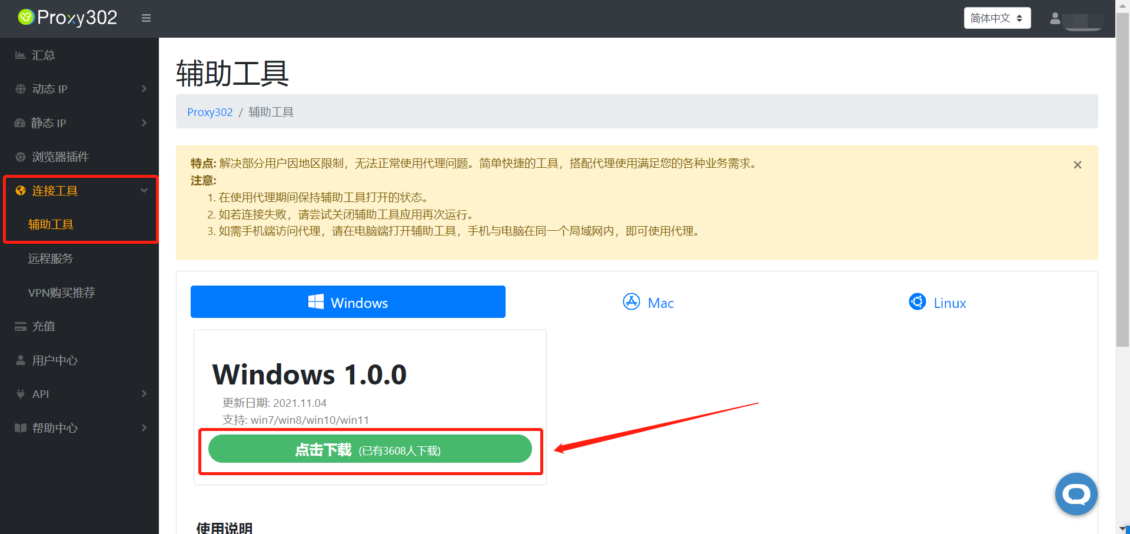 Proxy302
简体中文
汇总
动态 IP
静态 IP
浏览器插件
连接工具
辅助工具
远程服务
VPN购买推荐
充值
用户中心
API
帮助中心
辅助工具
Proxy302 / 辅助工具
特点: 解决部分用户因地区限制，无法正常使用代理问题。简单快捷的工具，搭配代理使用满足您的各种业务需求。
×
注意:
1. 在使用代理期间保持辅助工具打开的状态。
2. 如若连接失败，请尝试关闭辅助工具应用再次运行。
3. 如需手机端访问代理，请在电脑端打开辅助工具，手机与电脑在同一个局域网内，即可使用代理。
Windows
Mac
Linux
Windows 1.0.0
更新日期: 2021.11.04
支持: win7/win8/win10/win11
点击下载 (已有3608人下载)
使用说明